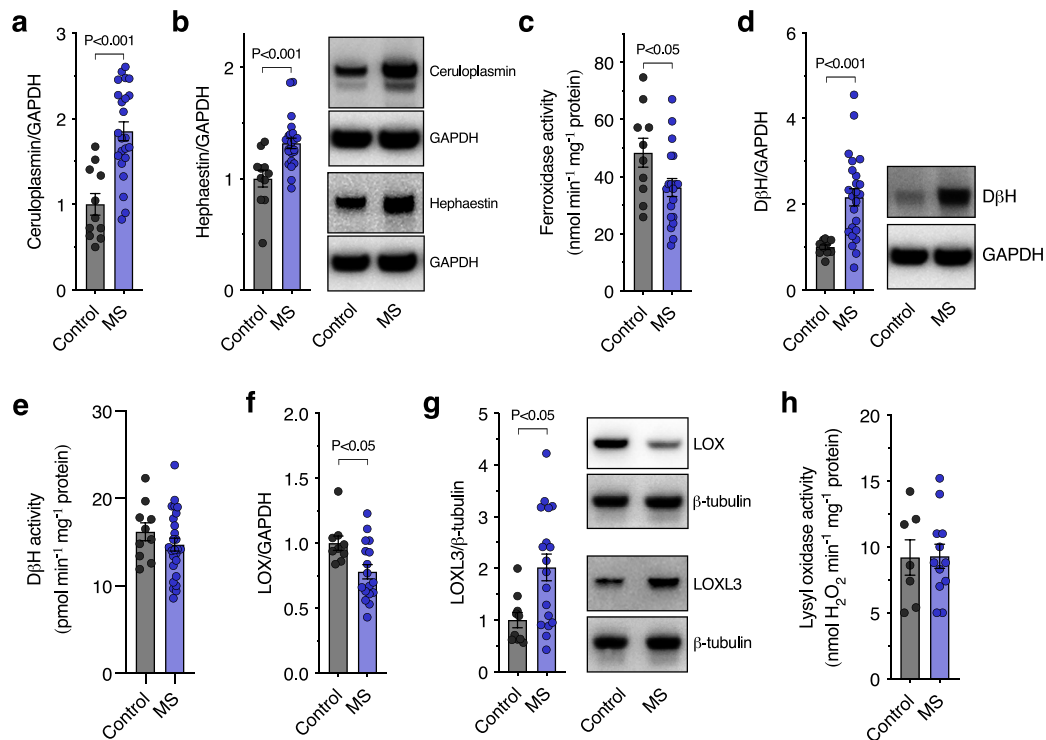 a
Ceruloplasmin/GAPDH
3
2
1
0
P<0.001
Control
MS
b
Hephaestin/GAPDH
2
1
0
P<0.001
Control
MS
Ceruloplasmin
GAPDH
Hephaestin
GAPDH
Control
MS
c
Ferroxidase activity
(nmol min⁻¹ mg⁻¹ protein)
100
80
60
40
20
0
P<0.05
Control
MS
d
DβH/GAPDH
6
4
2
0
P<0.001
Control
MS
DβH
GAPDH
Control
MS
e
DβH activity
(pmol min⁻¹ mg⁻¹ protein)
30
20
10
0
Control
MS
f
LOX/GAPDH
2.0
1.5
1.0
0.5
0.0
P<0.05
Control
MS
g
LOXL3/β-tubulin
5
4
3
2
1
0
P<0.05
Control
MS
LOX
β-tubulin
LOXL3
β-tubulin
Control
MS
h
Lysyl oxidase activity
(nmol H₂O₂ min⁻¹ mg⁻¹ protein)
20
15
10
5
0
Control
MS